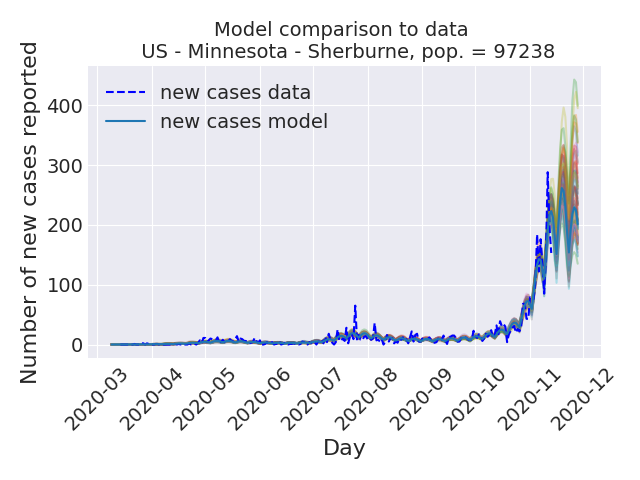 Model comparison to data
US - Minnesota - Sherburne, pop. = 97238
Number of new cases reported
400
300
200
100
0
new cases data
new cases model
2020-03
2020-04
2020-05
2020-06
2020-07
2020-08
2020-09
2020-10
2020-11
2020-12
Day